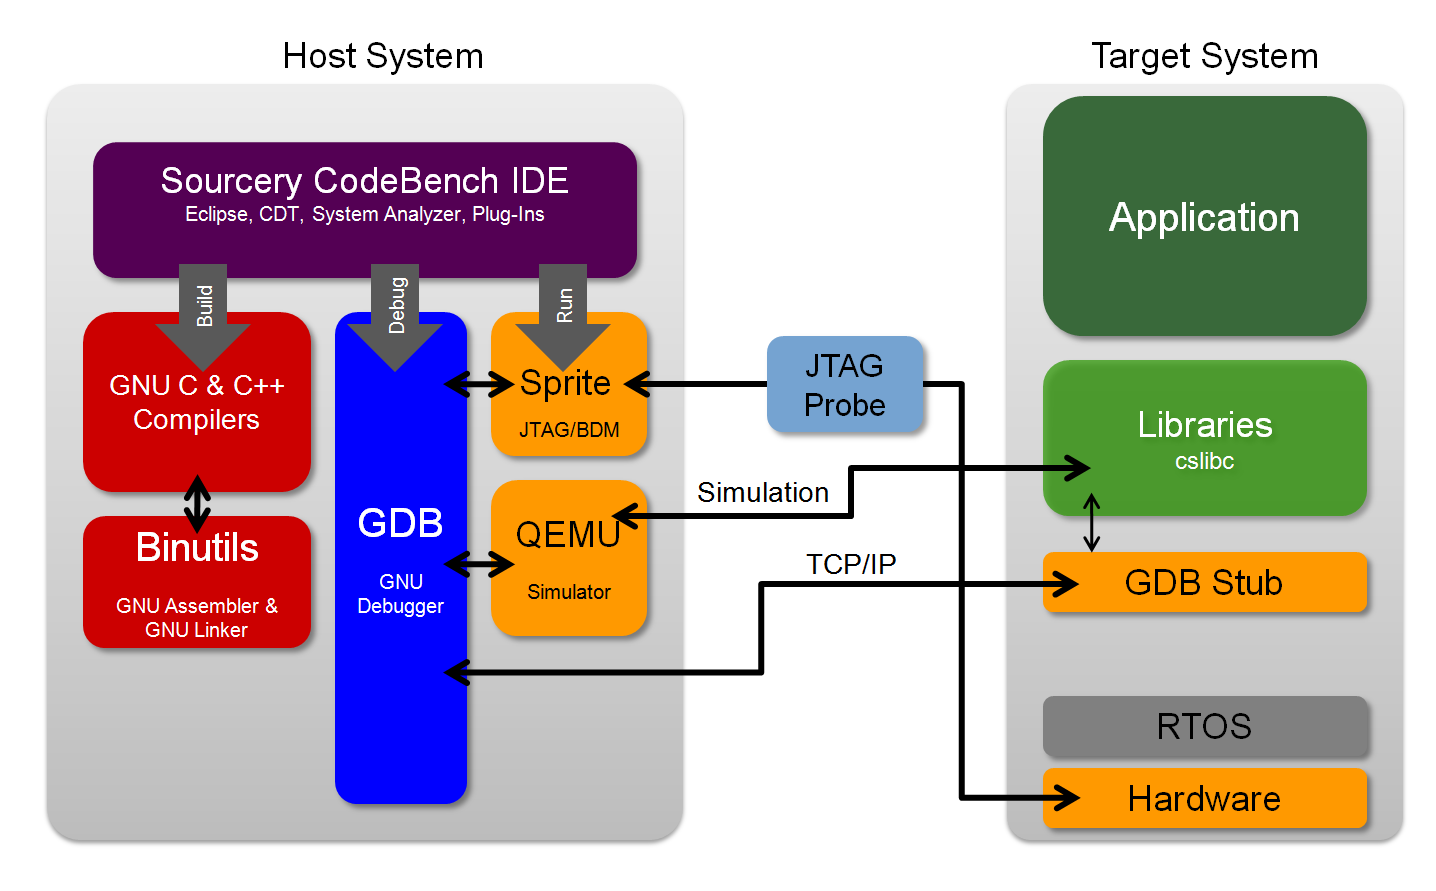 Host System
Target System
Sourcery CodeBench IDE
Eclipse, CDT, System Analyzer, Plug-Ins
Build
Debug
Run
Application
GNU C & C++
Compilers
Sprite
JTAG/BDM
JTAG
Probe
Libraries
cslibc
Simulation
Binutils
GNU Assembler &
GNU Linker
GDB
GNU
Debugger
QEMU
Simulator
TCP/IP
GDB Stub
RTOS
Hardware